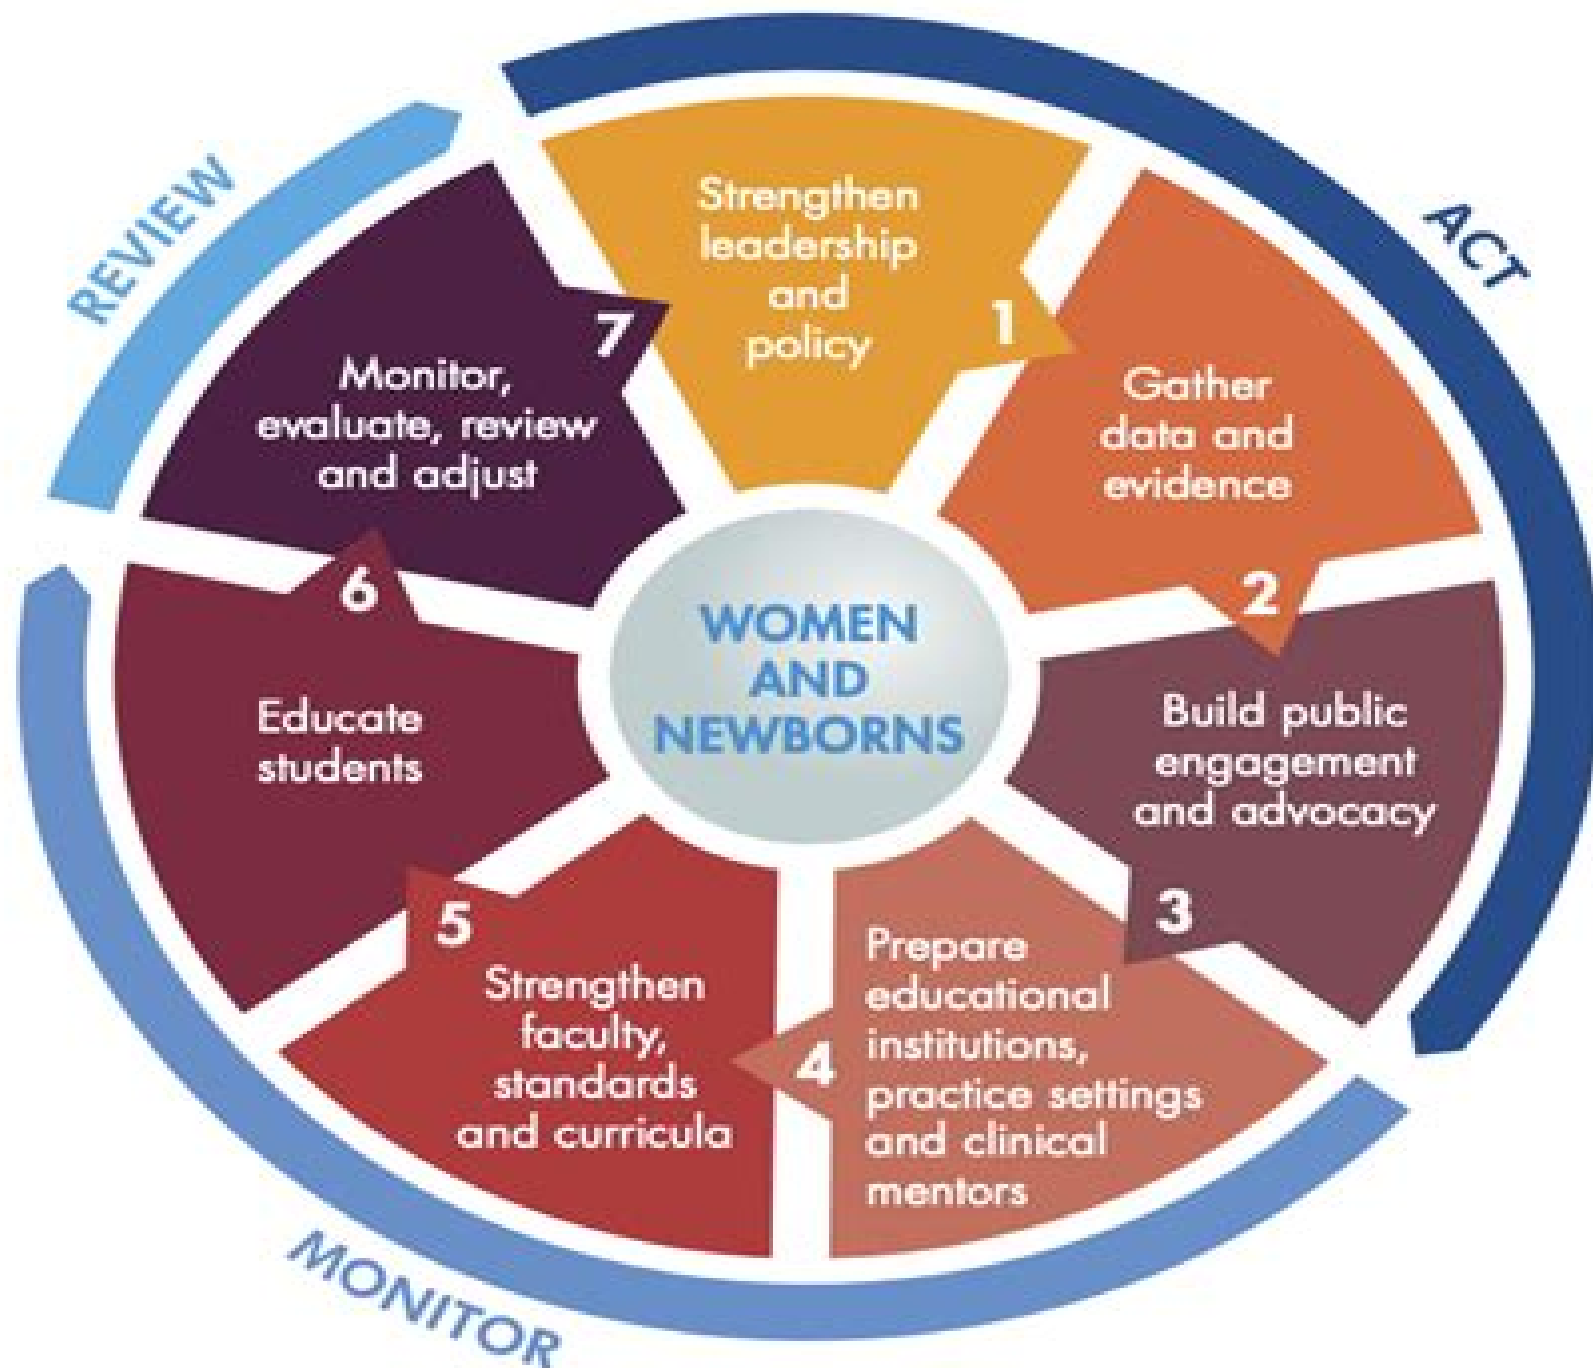 ACT
Strengthen
leadership
and
policy
1
Gather
data and
evidence
2
Build public
engagement
and advocacy
3
Prepare
educational
institutions,
practice settings
and clinical
mentors
4
Strengthen
faculty,
standards
and curricula
5
Educate
students
6
Monitor,
evaluate, review
and adjust
7
WOMEN
AND
NEWBORNS
MONITOR
REVIEW